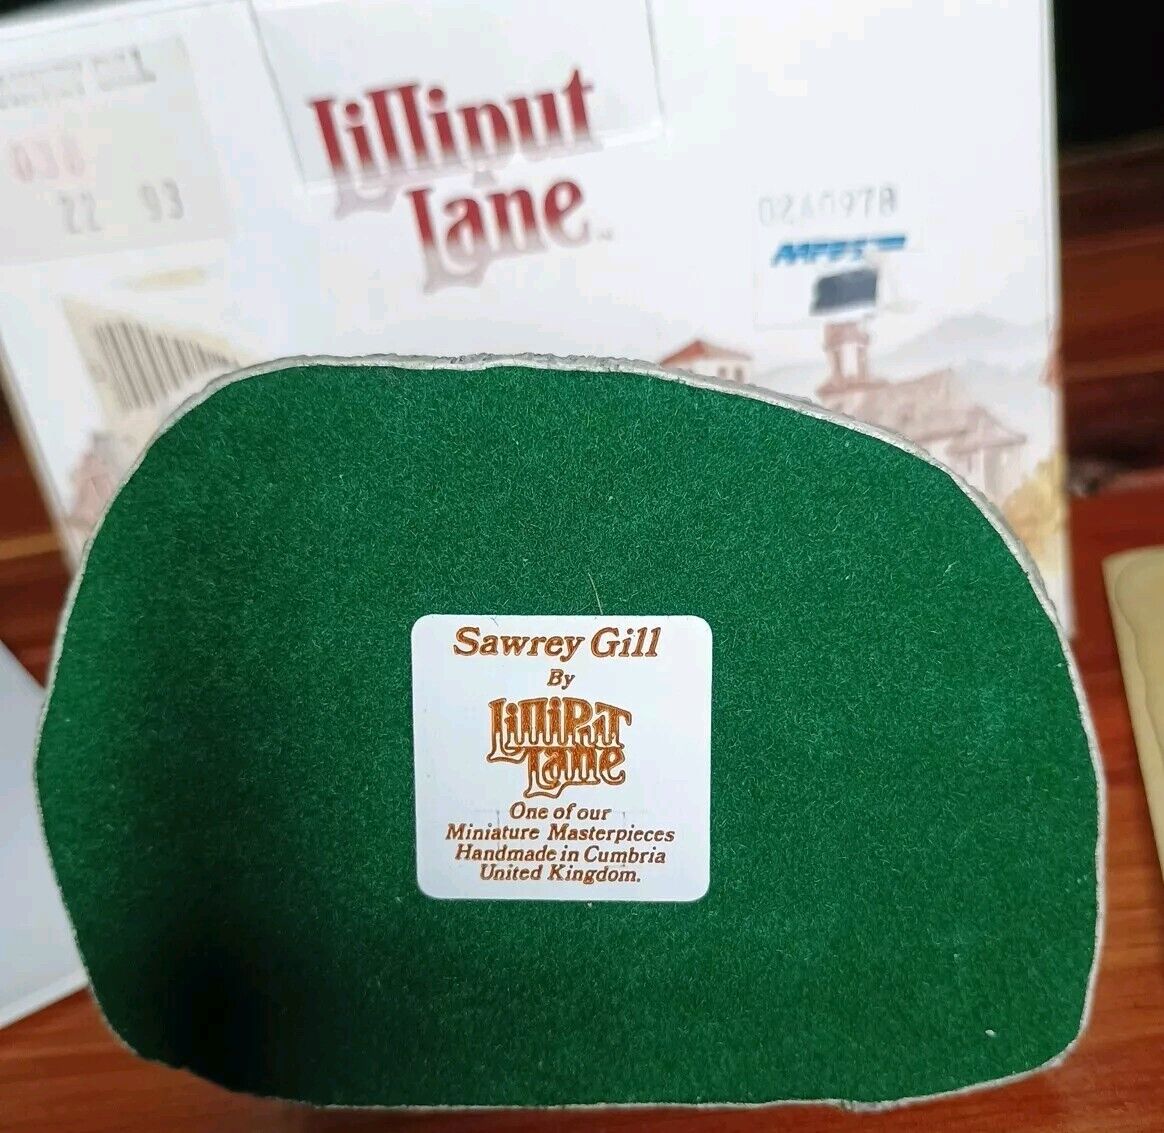 Lilliput
Lane
22 93
Sawrey Gill
By
LilliPuT
Lane
One of our
Miniature Masterpieces
Handmade in Cumbria
United Kingdom.